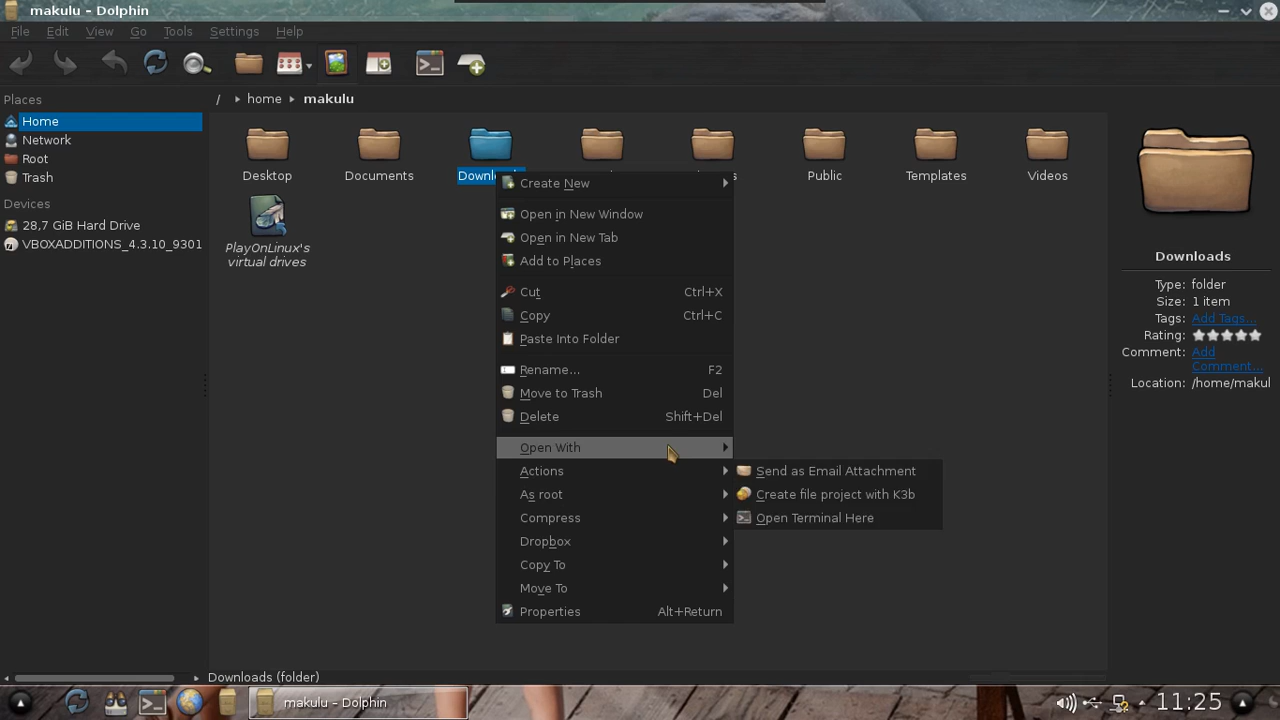 makulu – Dolphin
File Edit View Go Tools Settings Help
Places
/ home makulu
Home
Network
Root
Trash
Devices
28,7 GiB Hard Drive
VBOXADDITIONS_4.3.10_9301
Desktop
Documents
Public
Templates
Videos
PlayOnLinux's
virtual drives
Create New
Open in New Window
Open in New Tab
Add to Places
Cut Ctrl+X
Copy Ctrl+C
Paste Into Folder
Rename... F2
Move to Trash Del
Delete Shift+Del
Open With
Actions
As root
Compress
Dropbox
Copy To
Move To
Properties Alt+Return
Send as Email Attachment
Create file project with K3b
Open Terminal Here
Downloads
Type: folder
Size: 1 item
Tags: Add Tags...
Rating:
Comment: Add
Comment...
Location: /home/makul
Downloads (folder)
makulu – Dolphin
11:25